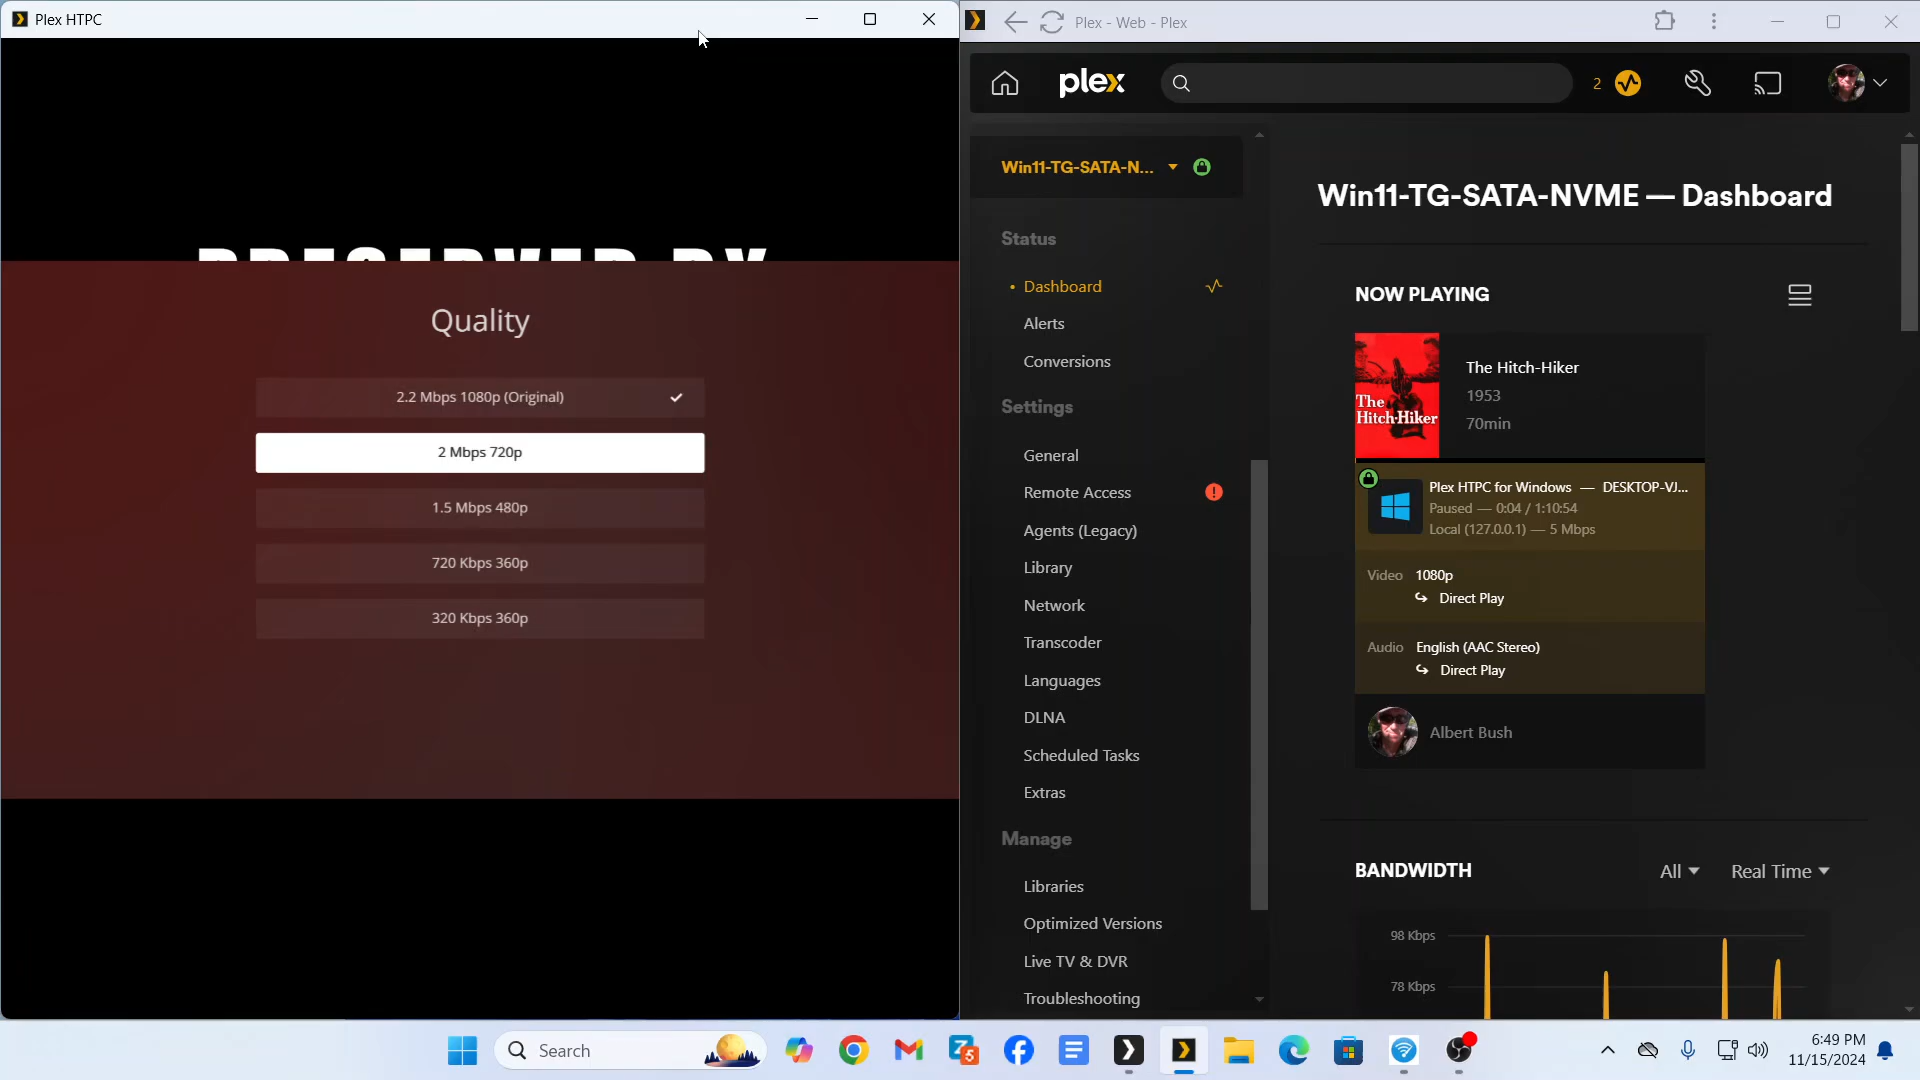 Plex HTPC
PRESERVED BY
Quality
2.2 Mbps 1080p (Original)
2 Mbps 720p
1.5 Mbps 480p
720 Kbps 360p
320 Kbps 360p
Plex - Web - Plex
plex
2
Win11-TG-SATA-N...
Status
Dashboard
Alerts
Conversions
Settings
General
Remote Access
Agents (Legacy)
Library
Network
Transcoder
Languages
DLNA
Scheduled Tasks
Extras
Manage
Libraries
Optimized Versions
Live TV & DVR
Troubleshooting
Win11-TG-SATA-NVME — Dashboard
NOW PLAYING
The
Hitch-Hiker
The Hitch-Hiker
1953
70min
Plex HTPC for Windows — DESKTOP-VJ...
Paused — 0:04 / 1:10:54
Local (127.0.0.1) — 5 Mbps
Video 1080p
Direct Play
Audio English (AAC Stereo)
Direct Play
Albert Bush
BANDWIDTH
All
Real Time
98 Kbps
78 Kbps
Search
6:49 PM
11/15/2024